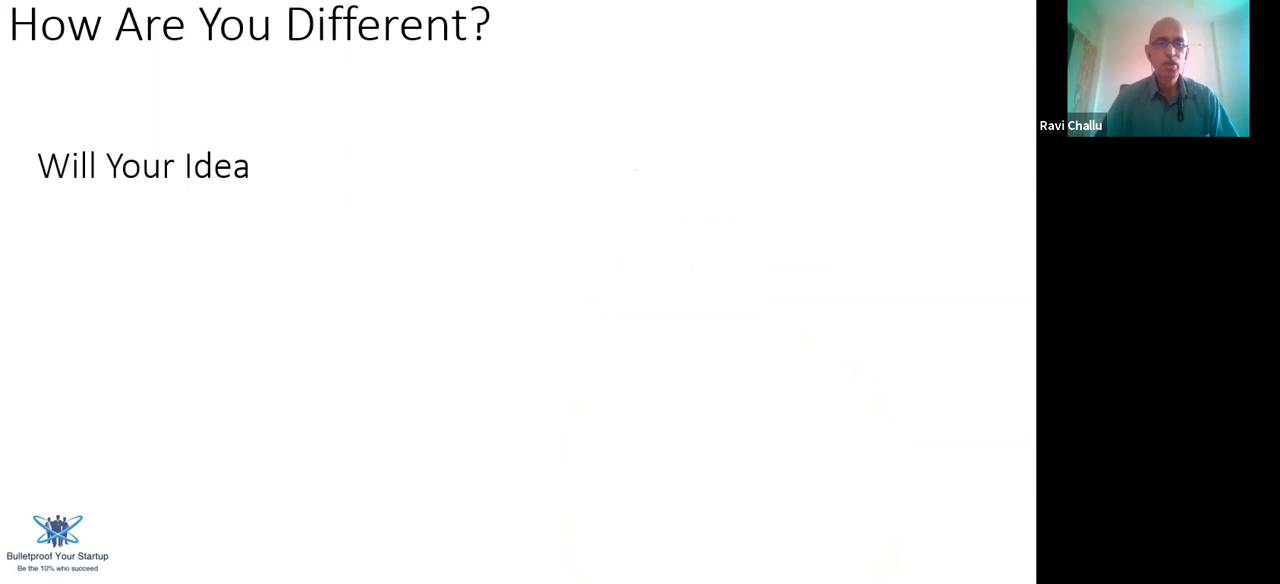 How Are You Different?
Will Your Idea
Ravi Challu
Bulletproof Your Startup
Be the 10% who succeed